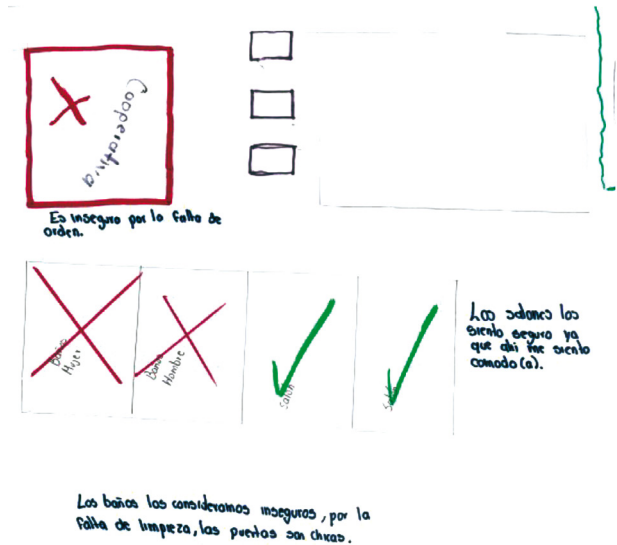 Cooperativa
Es inseguro por la falta de
orden.
Baño
Mujer
Baño
Hombre
Salón
Salón
Los salones los
siento seguro ya
que ahi me siento
comodo(a).
Los baños los consideramos inseguros, por la
falta de limpieza, las puertas son chicas.